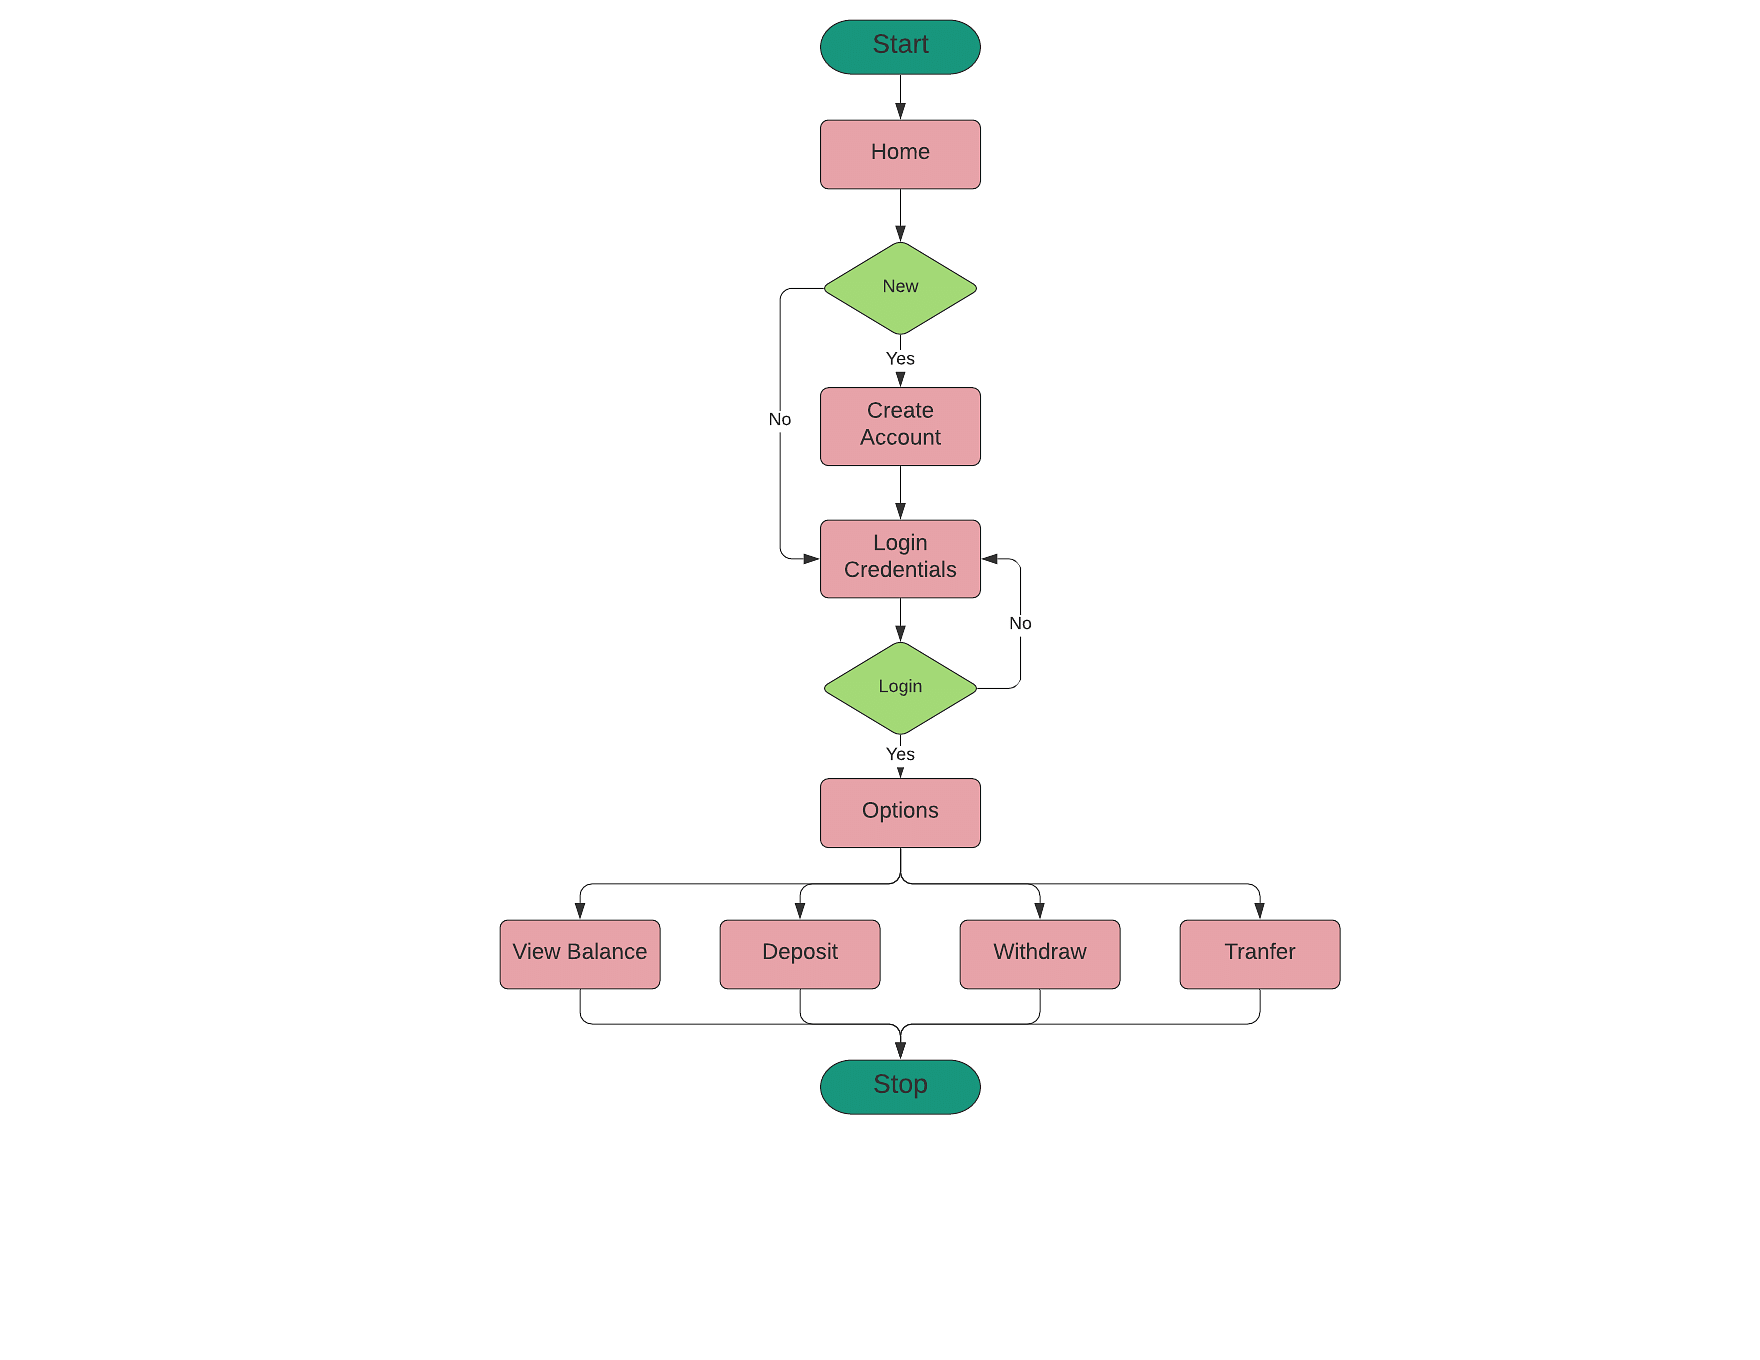 Start
Home
New
Yes
Create
Account
No
Login
Credentials
No
Login
Yes
Options
View Balance
Deposit
Withdraw
Tranfer
Stop